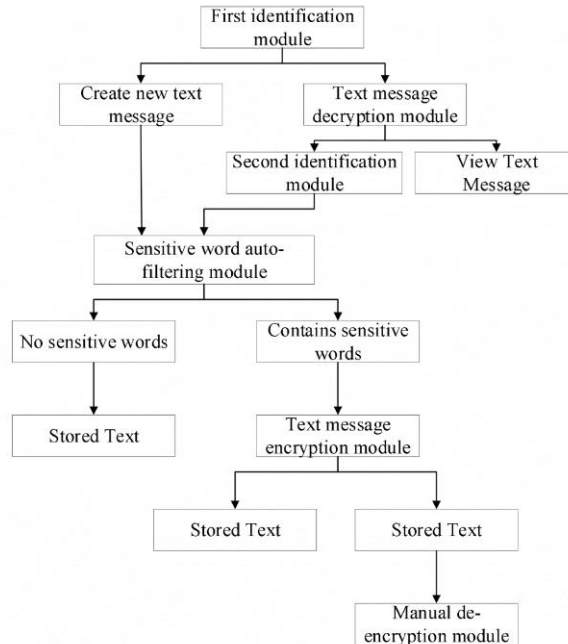 First identification
module
Create new text
message
Text message
decryption module
Second identification
module
View Text
Message
Sensitive word auto-
filtering module
No sensitive words
Contains sensitive
words
Stored Text
Text message
encryption module
Stored Text
Stored Text
Manual de-
encryption module